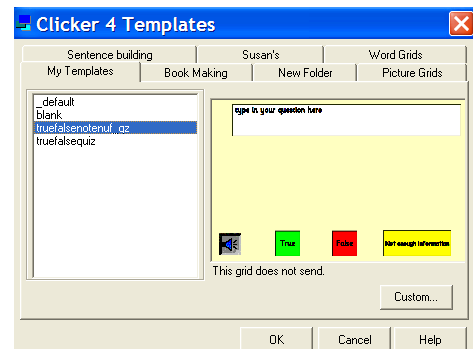 Clicker 4 Templates
Sentence building
Susan's
Word Grids
My Templates
Book Making
New Folder
Picture Grids
_default
blank
truefalsenotenuf_gz
truefalsequiz
type in your question here
True
False
Not enough information
This grid does not send.
Custom...
OK
Cancel
Help